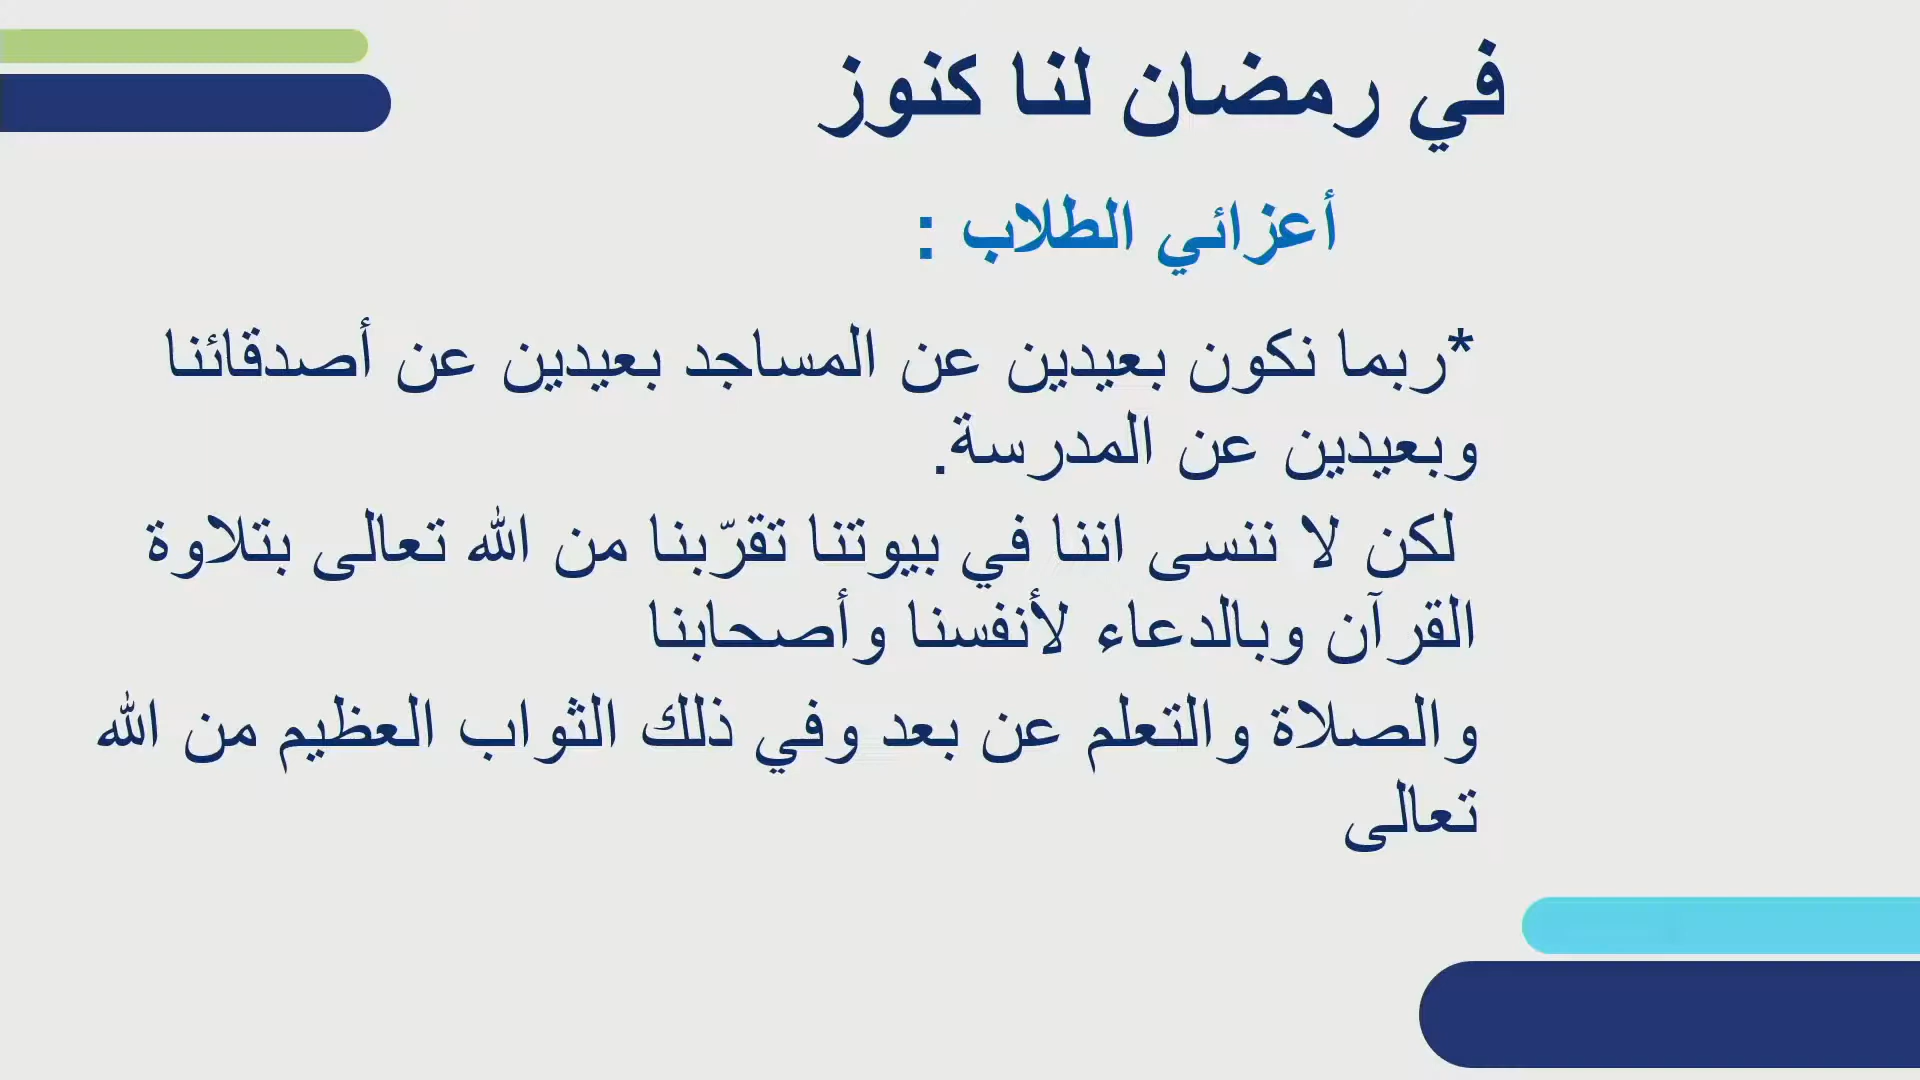 في رمضان لنا كنوز
أعزائي الطلاب :
*ربما نكون بعيدين عن المساجد بعيدين عن أصدقائنا
وبعيدين عن المدرسة.
لكن لا ننسى اننا في بيوتنا تقرّبنا من الله تعالى بتلاوة
القرآن وبالدعاء لأنفسنا وأصحابنا
والصلاة والتعلم عن بعد وفي ذلك الثواب العظيم من الله
تعالى